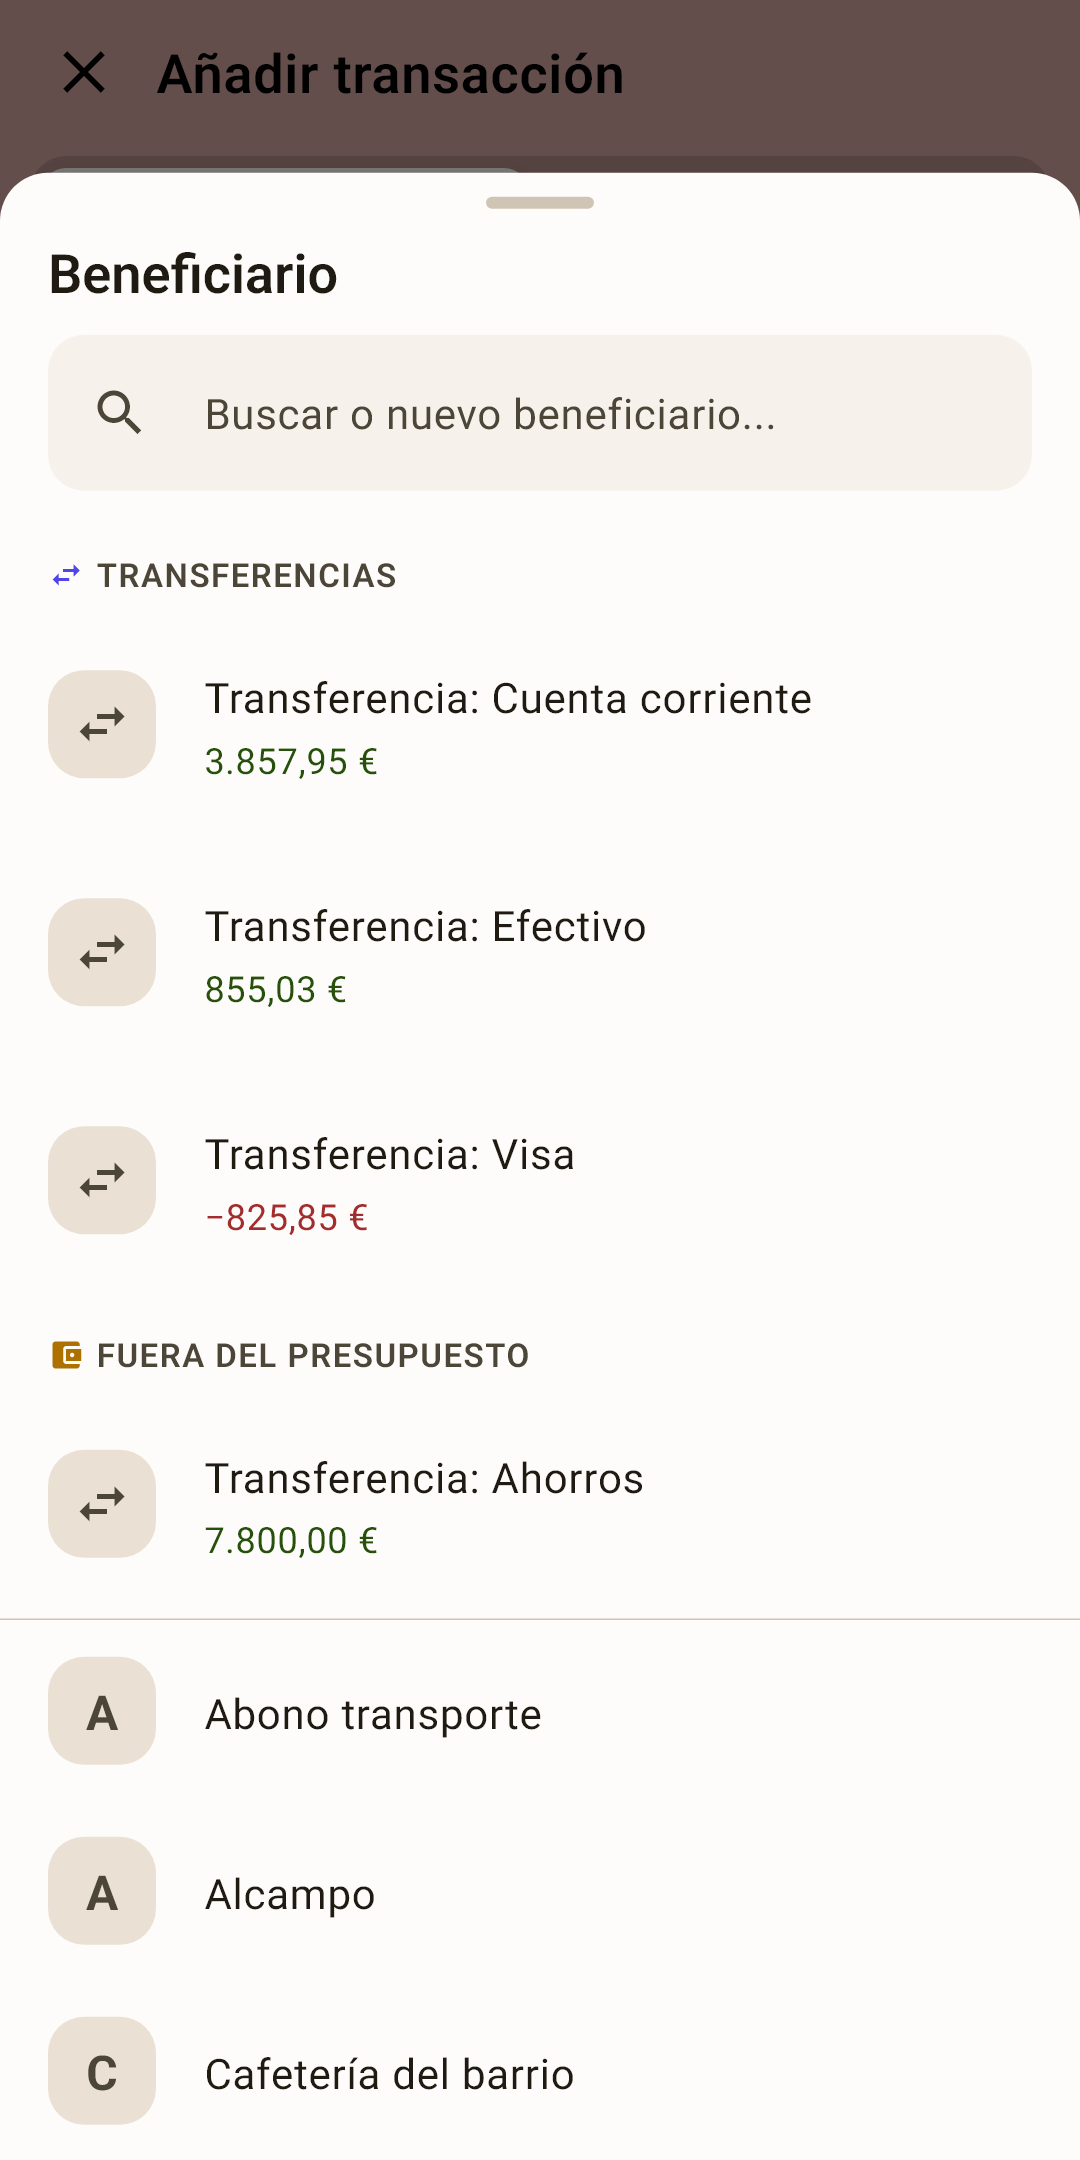 Añadir transacción
Beneficiario
Buscar o nuevo beneficiario...
TRANSFERENCIAS
Transferencia: Cuenta corriente
3.857,95 €
Transferencia: Efectivo
855,03 €
Transferencia: Visa
−825,85 €
FUERA DEL PRESUPUESTO
Transferencia: Ahorros
7.800,00 €
A
Abono transporte
A
Alcampo
C
Cafetería del barrio